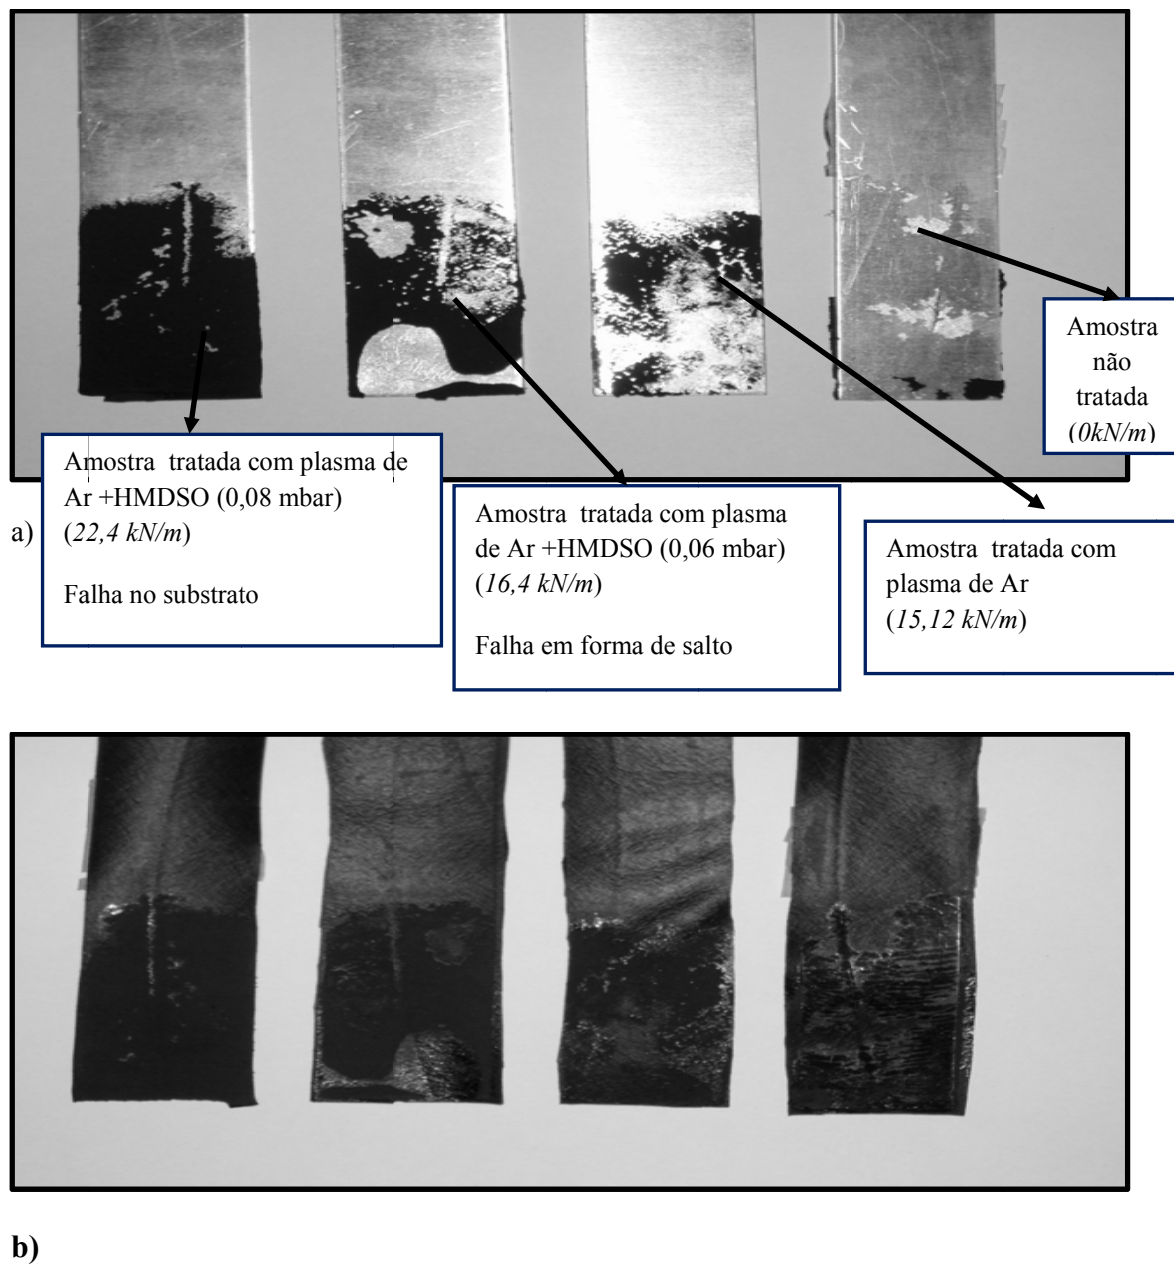 Amostra
não
tratada
(0kN/m)
Amostra tratada com plasma de
Ar +HMDSO (0,08 mbar)
(22,4 kN/m)
Falha no substrato
a)
Amostra tratada com plasma
de Ar +HMDSO (0,06 mbar)
(16,4 kN/m)
Falha em forma de salto
Amostra tratada com
plasma de Ar
(15,12 kN/m)
b)